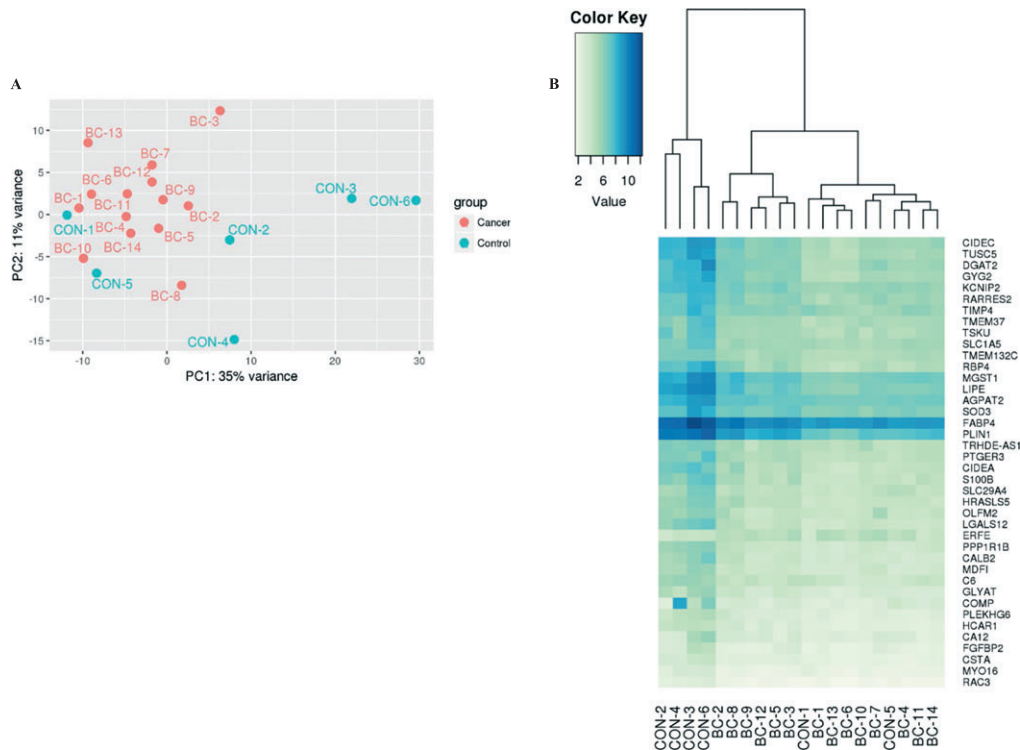 A
BC-3
BC-13
BC-7
BC-12
BC-6
BC-9
CON-3
CON-6
BC-1
BC-11
BC-2
CON-1
BC-4
BC-5
CON-2
BC-14
BC-10
CON-5
BC-8
CON-4
10
5
0
-5
-10
-15
PC2: 11% variance
-10 0 10 20 30
PC1: 35% variance
group
Cancer
Control
B
Color Key
2 6 10
Value
CIDEC
TUSC5
DGAT2
GYG2
KCNIP2
RARRES2
TIMP4
TMEM37
TSKU
SLC1A5
TMEM132C
RBP4
MGST1
LIPE
AGPAT2
SOD3
FABP4
PLIN1
TRHDE-AS1
PTGER3
CIDEA
S100B
SLC29A4
HRASLS5
OLFM2
LGALS12
ERFE
PPP1R1B
CALB2
MDFI
C6
GLYAT
COMP
PLEKHG6
HCAR1
CA12
FGFBP2
CSTA
MYO16
RAC3
CON-2
CON-4
CON-3
CON-6
BC-2
BC-8
BC-9
BC-12
BC-5
BC-3
CON-1
BC-1
BC-13
BC-6
BC-10
BC-7
CON-5
BC-4
BC-11
BC-14